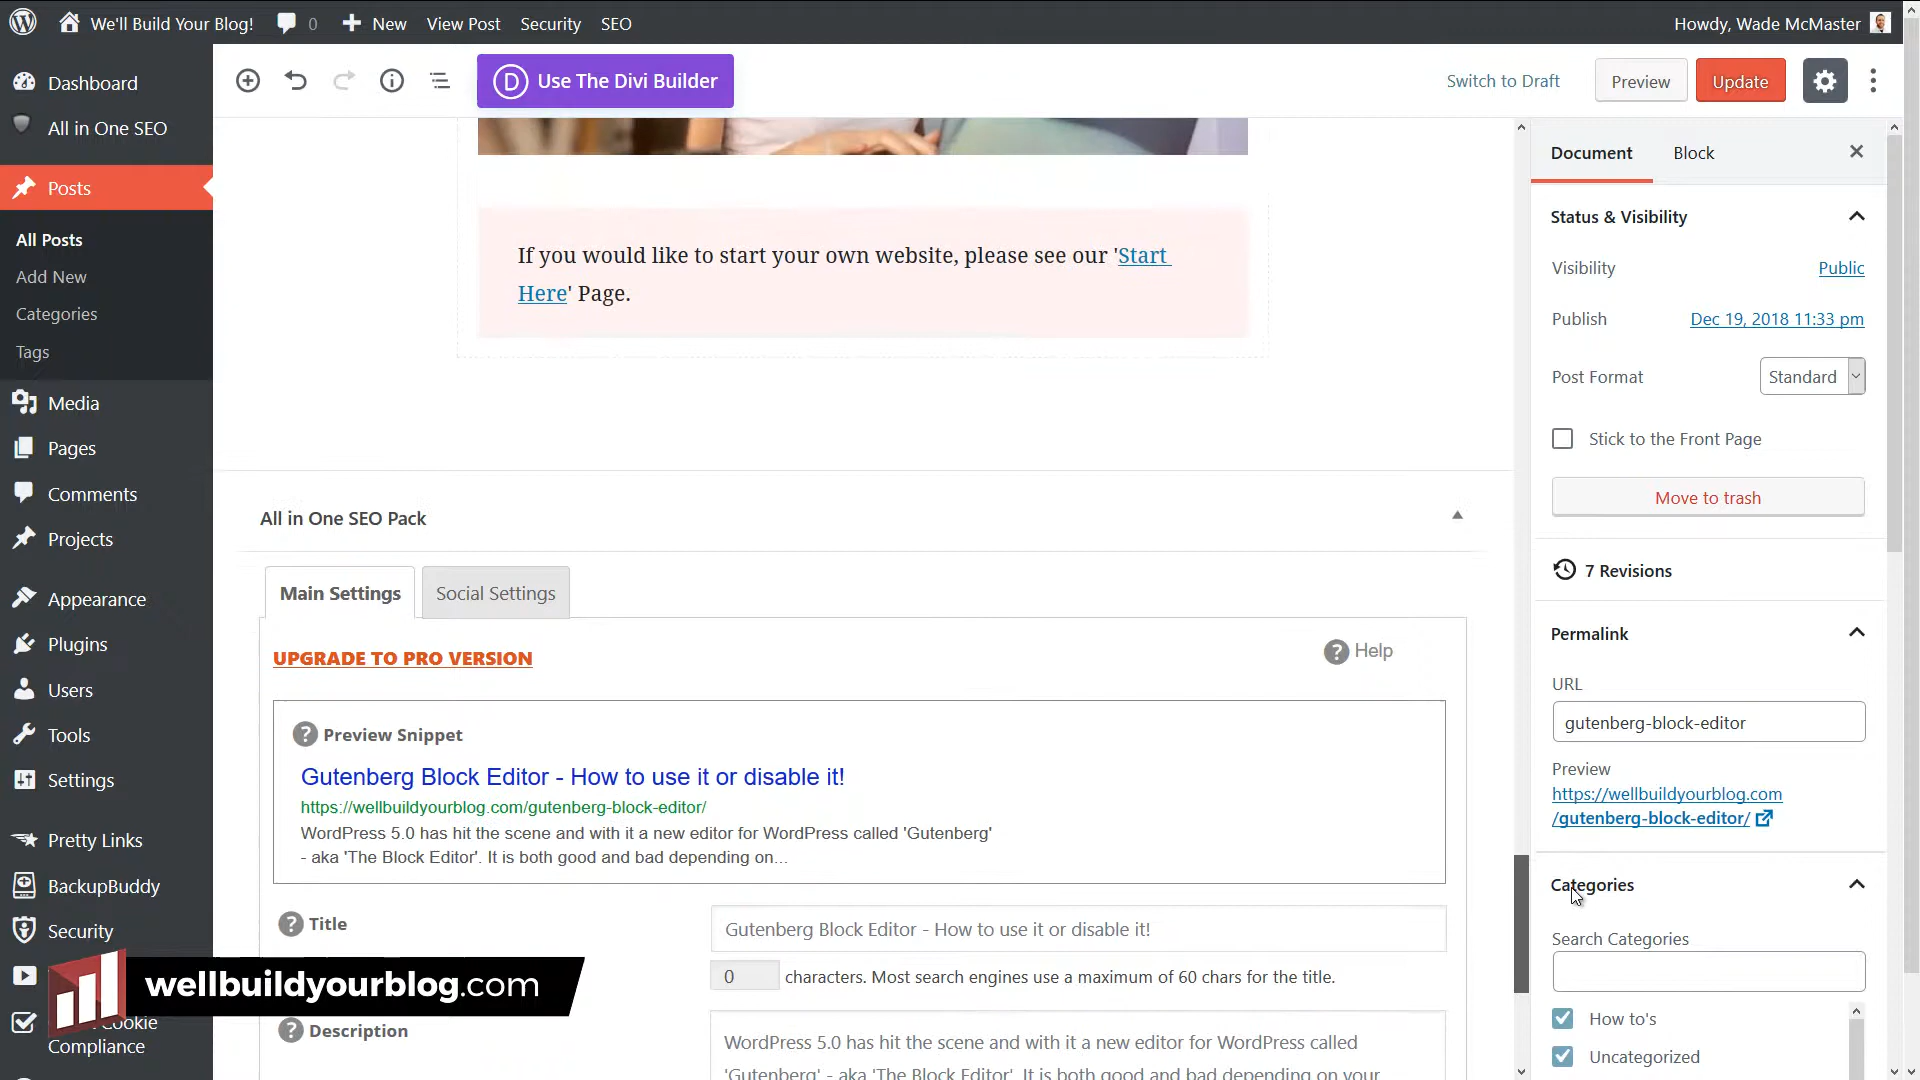 We'll Build Your Blog!
0
New
View Post
Security
SEO
Howdy, Wade McMaster
Dashboard
All in One SEO
Posts
All Posts
Add New
Categories
Tags
Media
Pages
Comments
Projects
Appearance
Plugins
Users
Tools
Settings
Pretty Links
BackupBuddy
Security
Cookie
Compliance
Use The Divi Builder
Switch to Draft
Preview
Update
If you would like to start your own website, please see our 'Start
Here' Page.
All in One SEO Pack
Main Settings
Social Settings
UPGRADE TO PRO VERSION
Help
Preview Snippet
Gutenberg Block Editor - How to use it or disable it!
https://wellbuildyourblog.com/gutenberg-block-editor/
WordPress 5.0 has hit the scene and with it a new editor for WordPress called 'Gutenberg'
- aka 'The Block Editor'. It is both good and bad depending on...
Title
Gutenberg Block Editor - How to use it or disable it!
0
characters. Most search engines use a maximum of 60 chars for the title.
Description
WordPress 5.0 has hit the scene and with it a new editor for WordPress called
'Gutenberg' - aka 'The Block Editor'. It is both good and bad depending on your
Document
Block
Status & Visibility
Visibility
Public
Publish
Dec 19, 2018 11:33 pm
Post Format
Standard
Stick to the Front Page
Move to trash
7 Revisions
Permalink
URL
gutenberg-block-editor
Preview
https://wellbuildyourblog.com
/gutenberg-block-editor/
Categories
Search Categories
How to's
Uncategorized
wellbuildyourblog.com